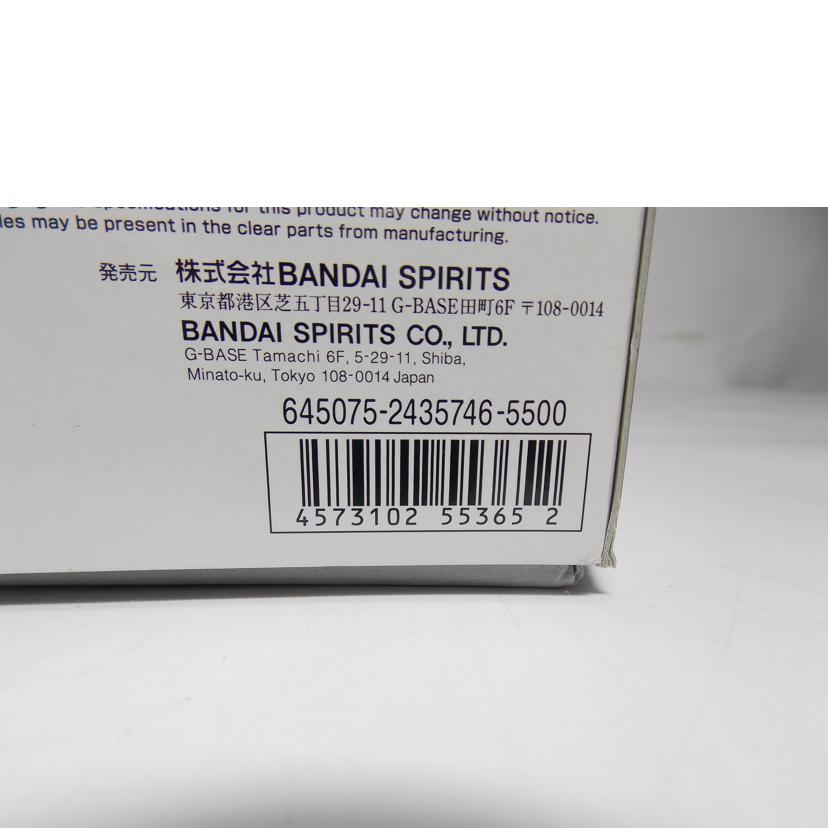 specifications for this product may change without notice.
les may be present in the clear parts from manufacturing.
発売元 株式会社BANDAI SPIRITS
東京都港区芝五丁目29-11 G-BASE田町6F 〒108-0014
BANDAI SPIRITS CO., LTD.
G-BASE Tamachi 6F, 5-29-11, Shiba,
Minato-ku, Tokyo 108-0014 Japan
645075-2435746-5500
4573102 55365 2